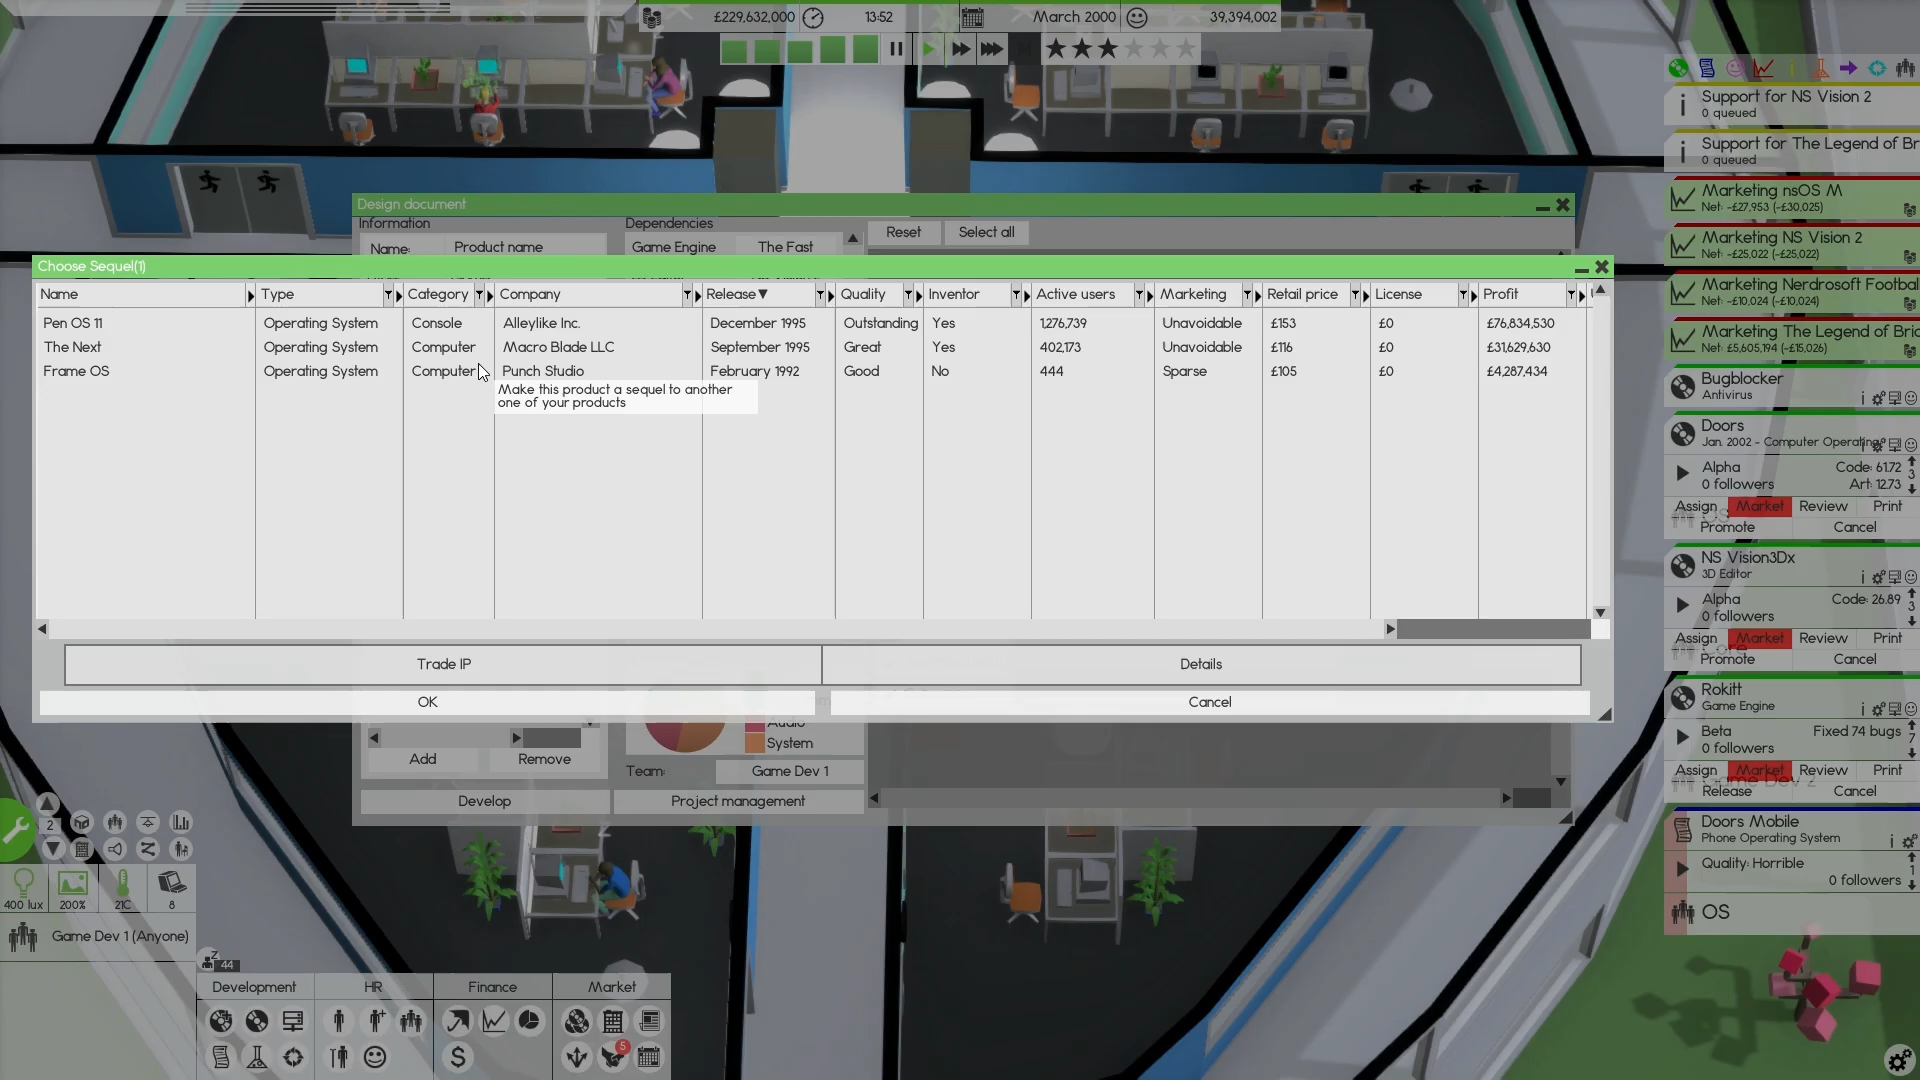 £229,632,000
13:52
March 2000
39,394,002
Support for NS Vision 2
0 queued
Support for The Legend of Bri
0 queued
Marketing nsOS M
Net: -£27,953 (-£30,025)
Marketing NS Vision 2
Net: -£25,022 (-£25,022)
Marketing Nerdrosoft Footbal
Net: -£10,024 (-£10,024)
Marketing The Legend of Bric
Net: £5,605,194 (-£15,026)
Bugblocker
Antivirus
Doors
Jan. 2002 - Computer Operating
Alpha
Code: 61.72
3
0 followers
Art: 12.73
Assign
Market
Review
Print
Promote
Cancel
NS Vision3Dx
3D Editor
Alpha
Code: 26.89
3
0 followers
Assign
Market
Review
Print
Promote
Cancel
Rokitt
Game Engine
Beta
Fixed 74 bugs
7
0 followers
Assign
Market
Review
Print
Game Dev 2
Release
Cancel
Doors Mobile
Phone Operating System
Quality: Horrible
1
0 followers
OS
Design document
Information
Dependencies
Reset
Select all
Name:
Product name
Game Engine
The Fast
Choose Sequel(1)
Name
Type
Category
Company
Release
Quality
Inventor
Active users
Marketing
Retail price
License
Profit
Pen OS 11
Operating System
Console
Alleylike Inc.
December 1995
Outstanding
Yes
1,276,739
Unavoidable
£153
£0
£76,834,530
The Next
Operating System
Computer
Macro Blade LLC
September 1995
Great
Yes
402,173
Unavoidable
£116
£0
£31,629,630
Frame OS
Operating System
Computer
Punch Studio
February 1992
Good
No
444
Sparse
£105
£0
£4,287,434
Make this product a sequel to another
one of your products
Trade IP
Details
OK
Cancel
Audio
System
Add
Remove
Team:
Game Dev 1
Develop
Project management
2
400 lux
200%
21C
8
Game Dev 1 (Anyone)
z
44
Development
HR
Finance
Market
$
5